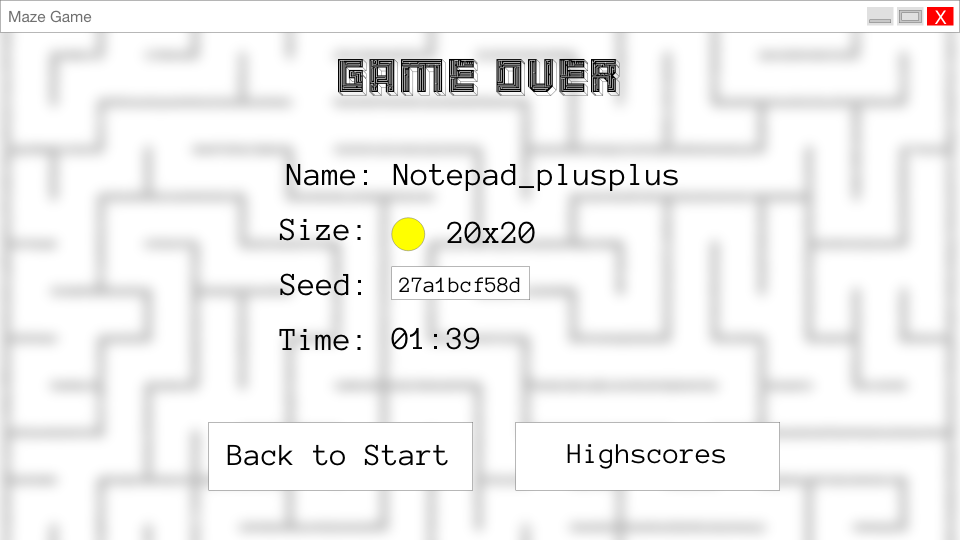 Maze Game
X
GAME OVER
Name: Notepad_plusplus
Size: 20x20
Seed: 27a1bcf58d
Time: 01:39
Back to Start
Highscores